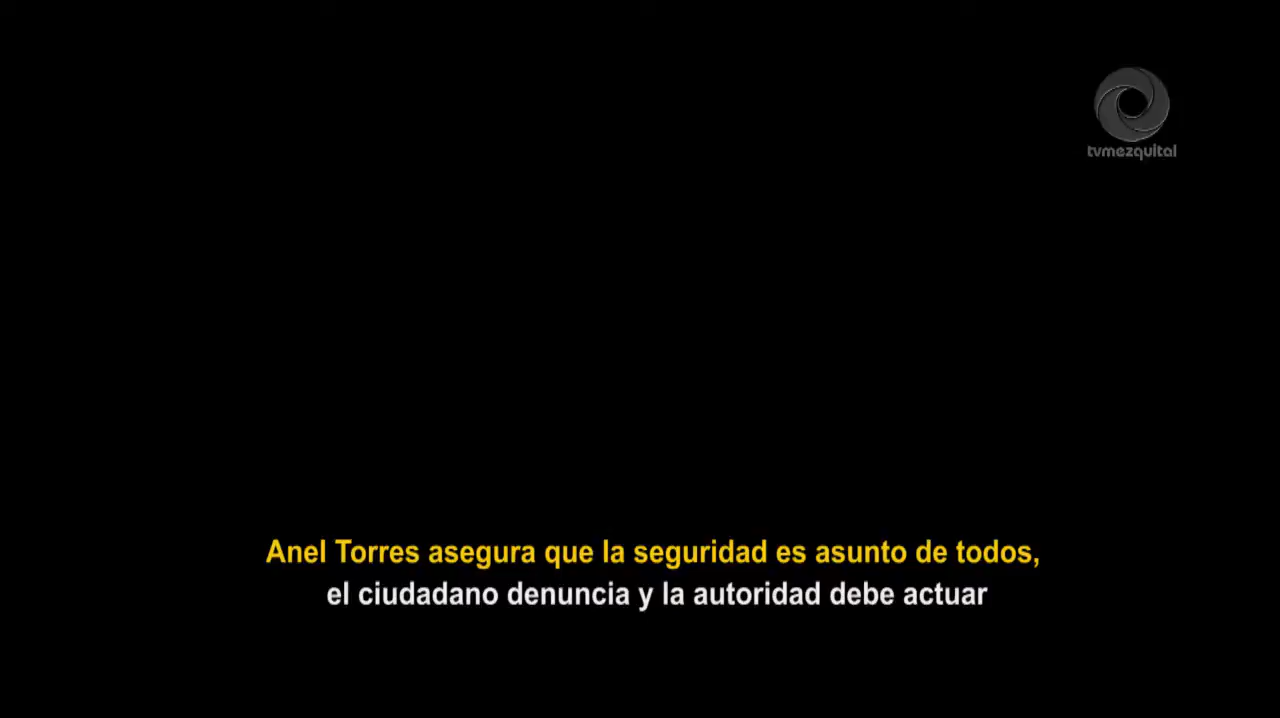 tvmezquital
Anel Torres asegura que la seguridad es asunto de todos,
el ciudadano denuncia y la autoridad debe actuar